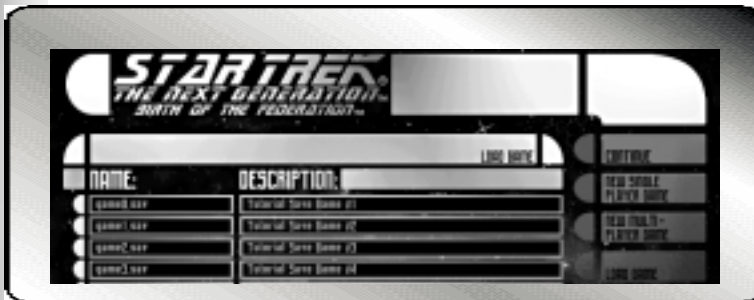 STAR TREK®
THE NEXT GENERATION™
BIRTH OF THE FEDERATION™
LOAD GAME
NAME:
DESCRIPTION:
game0.sav
Tutorial Save Game #1
game1.sav
Tutorial Save Game #2
game2.sav
Tutorial Save Game #3
game3.sav
Tutorial Save Game #4
CONTINUE
NEW SINGLE
PLAYER GAME
NEW MULTI-
PLAYER GAME
LOAD GAME